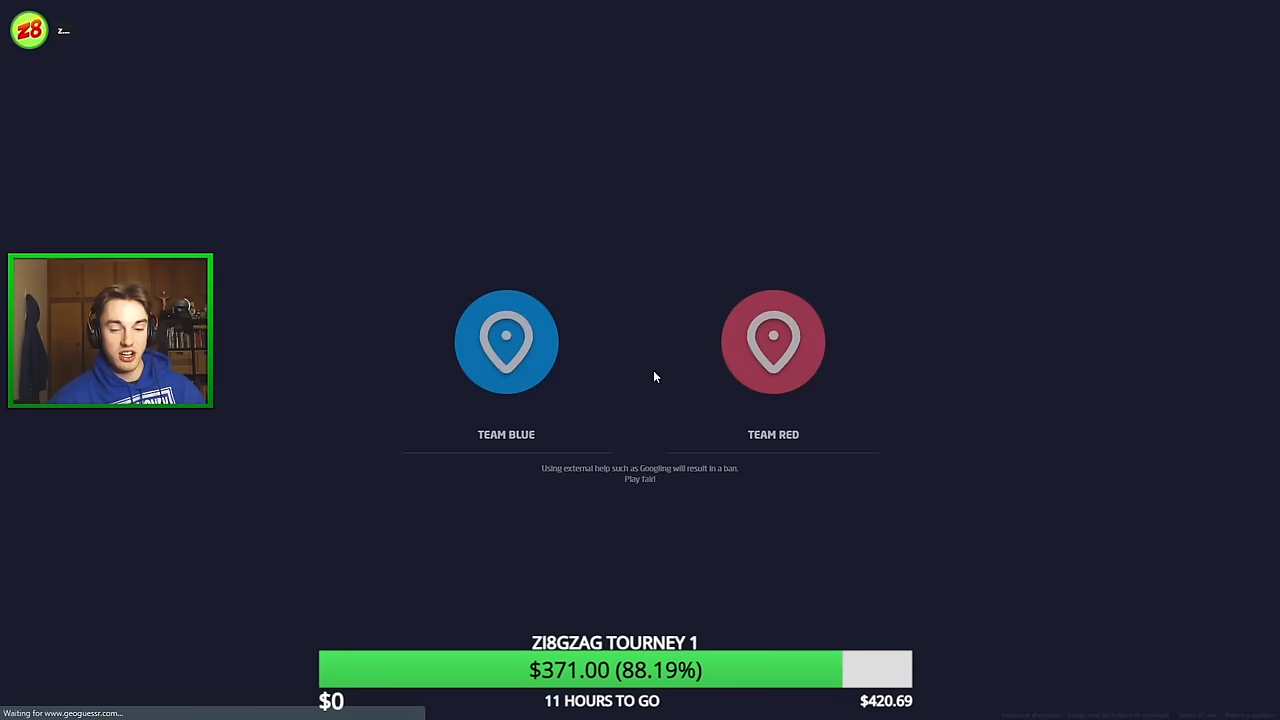 Z8
z...
TEAM BLUE
TEAM RED
Using external help such as Googling will result in a ban.
Play fair!
ZI8GZAG TOURNEY 1
$371.00 (88.19%)
$0
11 HOURS TO GO
$420.69
Waiting for www.geoguessr.com...